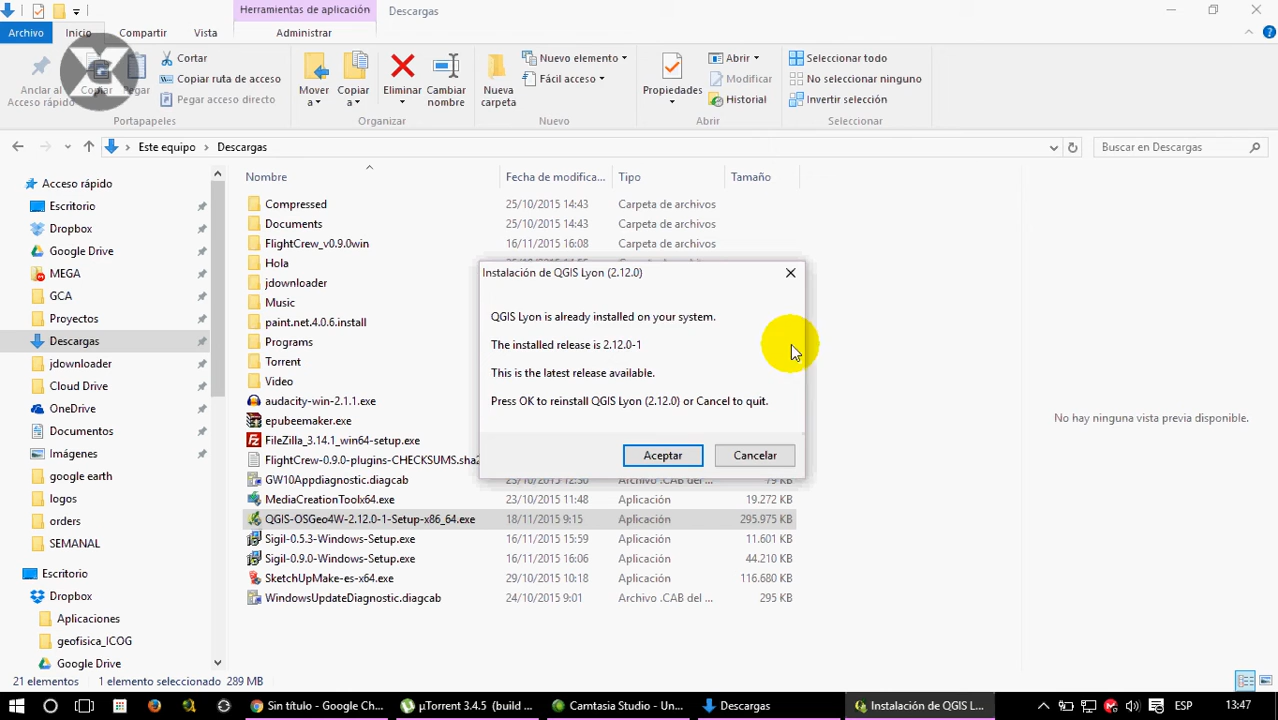 Herramientas de aplicación
Descargas
Archivo
Inicio
Compartir
Vista
Administrar
Anclar al
Acceso rápido
Copiar
Pegar
Cortar
Copiar ruta de acceso
Pegar acceso directo
Portapapeles
Mover
a
Copiar
a
Eliminar
Cambiar
nombre
Organizar
Nueva
carpeta
Nuevo elemento
Fácil acceso
Nuevo
Propiedades
Abrir
Modificar
Historial
Abrir
Seleccionar todo
No seleccionar ninguno
Invertir selección
Seleccionar
Este equipo
Descargas
Buscar en Descargas
Acceso rápido
Escritorio
Dropbox
Google Drive
MEGA
GCA
Proyectos
Descargas
jdownloader
Cloud Drive
OneDrive
Documentos
Imágenes
google earth
logos
orders
SEMANAL
Escritorio
Dropbox
Aplicaciones
geofisica_ICOG
Google Drive
Nombre Fecha de modifica... Tipo Tamaño
Compressed 25/10/2015 14:43 Carpeta de archivos
Documents 25/10/2015 14:43 Carpeta de archivos
FlightCrew_v0.9.0win 16/11/2015 16:08 Carpeta de archivos
Hola
jdownloader
Music
paint.net.4.0.6.install
Programs
Torrent
Video
audacity-win-2.1.1.exe
epubeemaker.exe
FileZilla_3.14.1_win64-setup.exe
FlightCrew-0.9.0-plugins-CHECKSUMS.sha2
GW10Appdiagnostic.diagcab 23/10/2015 12:30 Archivo .CAB del ... 79 KB
MediaCreationToolx64.exe 23/10/2015 11:48 Aplicación 19.272 KB
QGIS-OSGeo4W-2.12.0-1-Setup-x86_64.exe 18/11/2015 9:15 Aplicación 295.975 KB
Sigil-0.5.3-Windows-Setup.exe 16/11/2015 15:59 Aplicación 11.601 KB
Sigil-0.9.0-Windows-Setup.exe 16/11/2015 16:06 Aplicación 44.210 KB
SketchUpMake-es-x64.exe 29/10/2015 10:18 Aplicación 116.680 KB
WindowsUpdateDiagnostic.diagcab 24/10/2015 9:01 Archivo .CAB del ... 295 KB
Instalación de QGIS Lyon (2.12.0)
QGIS Lyon is already installed on your system.
The installed release is 2.12.0-1
This is the latest release available.
Press OK to reinstall QGIS Lyon (2.12.0) or Cancel to quit.
Aceptar
Cancelar
No hay ninguna vista previa disponible.
21 elementos 1 elemento seleccionado 289 MB
Sin título - Google Ch...
µTorrent 3.4.5 (build ...
Camtasia Studio - Un...
Descargas
Instalación de QGIS L...
ESP
13:47